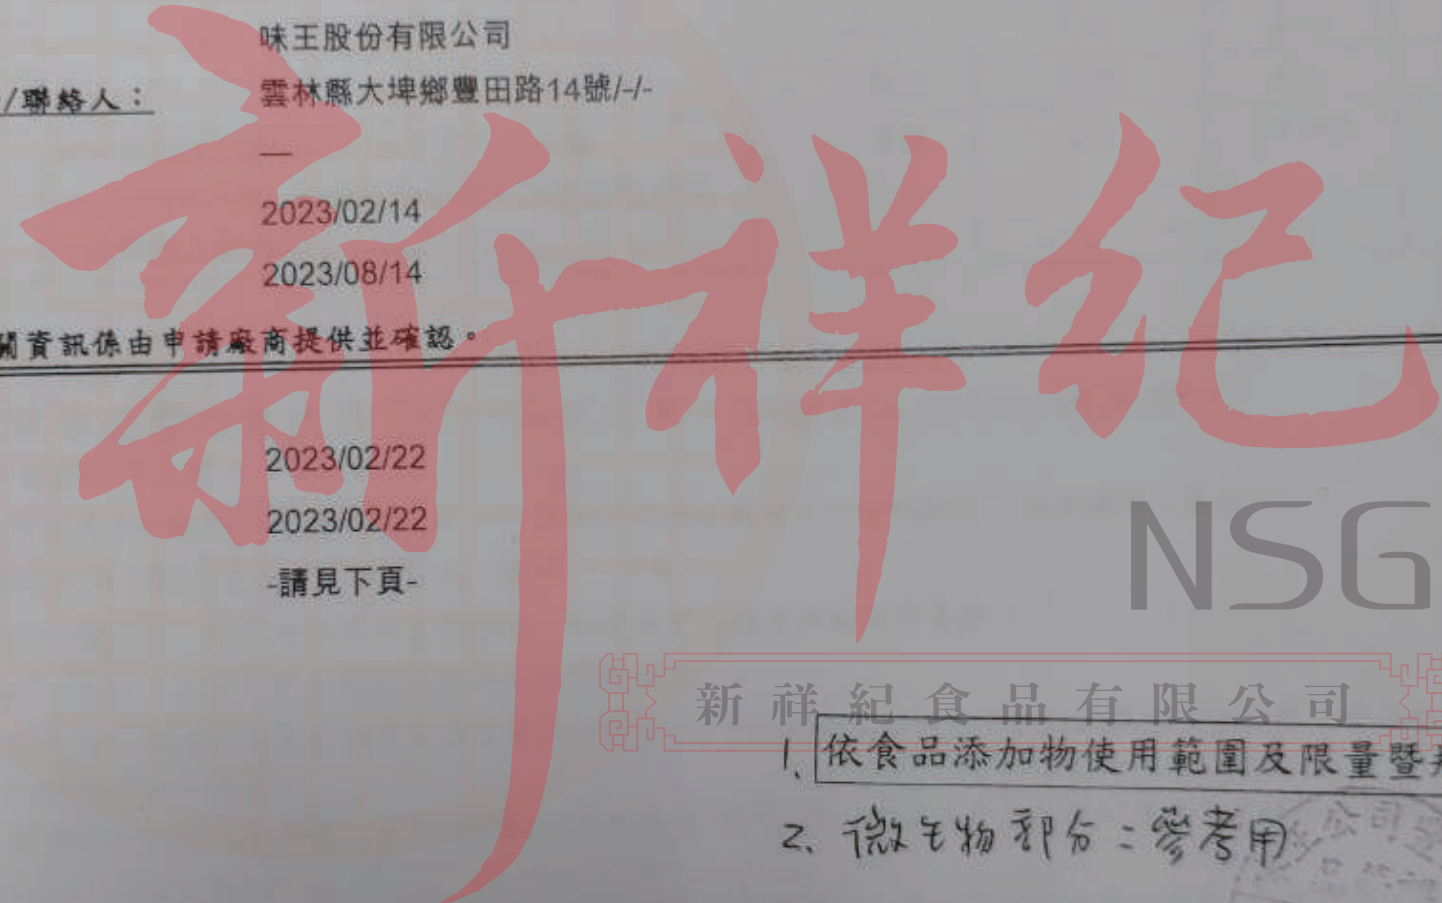 味王股份有限公司
/聯絡人：
雲林縣大埤鄉豐田路14號/-/-
—
2023/02/14
2023/08/14
關資訊係由申請廠商提供並確認。
2023/02/22
2023/02/22
-請見下頁-
新祥紀
NSG
新祥紀食品有限公司
1. 依食品添加物使用範圍及限量暨
2. 微生物部分：參考用
公司